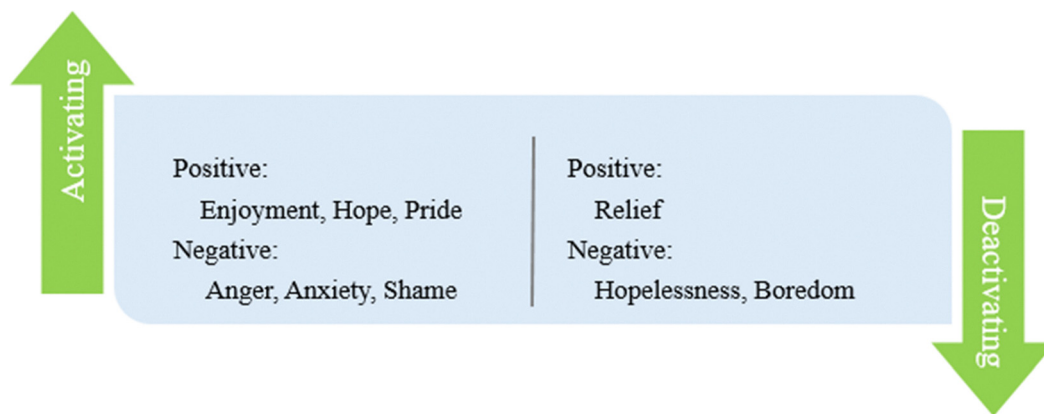 Activating
Positive:
Enjoyment, Hope, Pride
Negative:
Anger, Anxiety, Shame
Positive:
Relief
Negative:
Hopelessness, Boredom
Deactivating